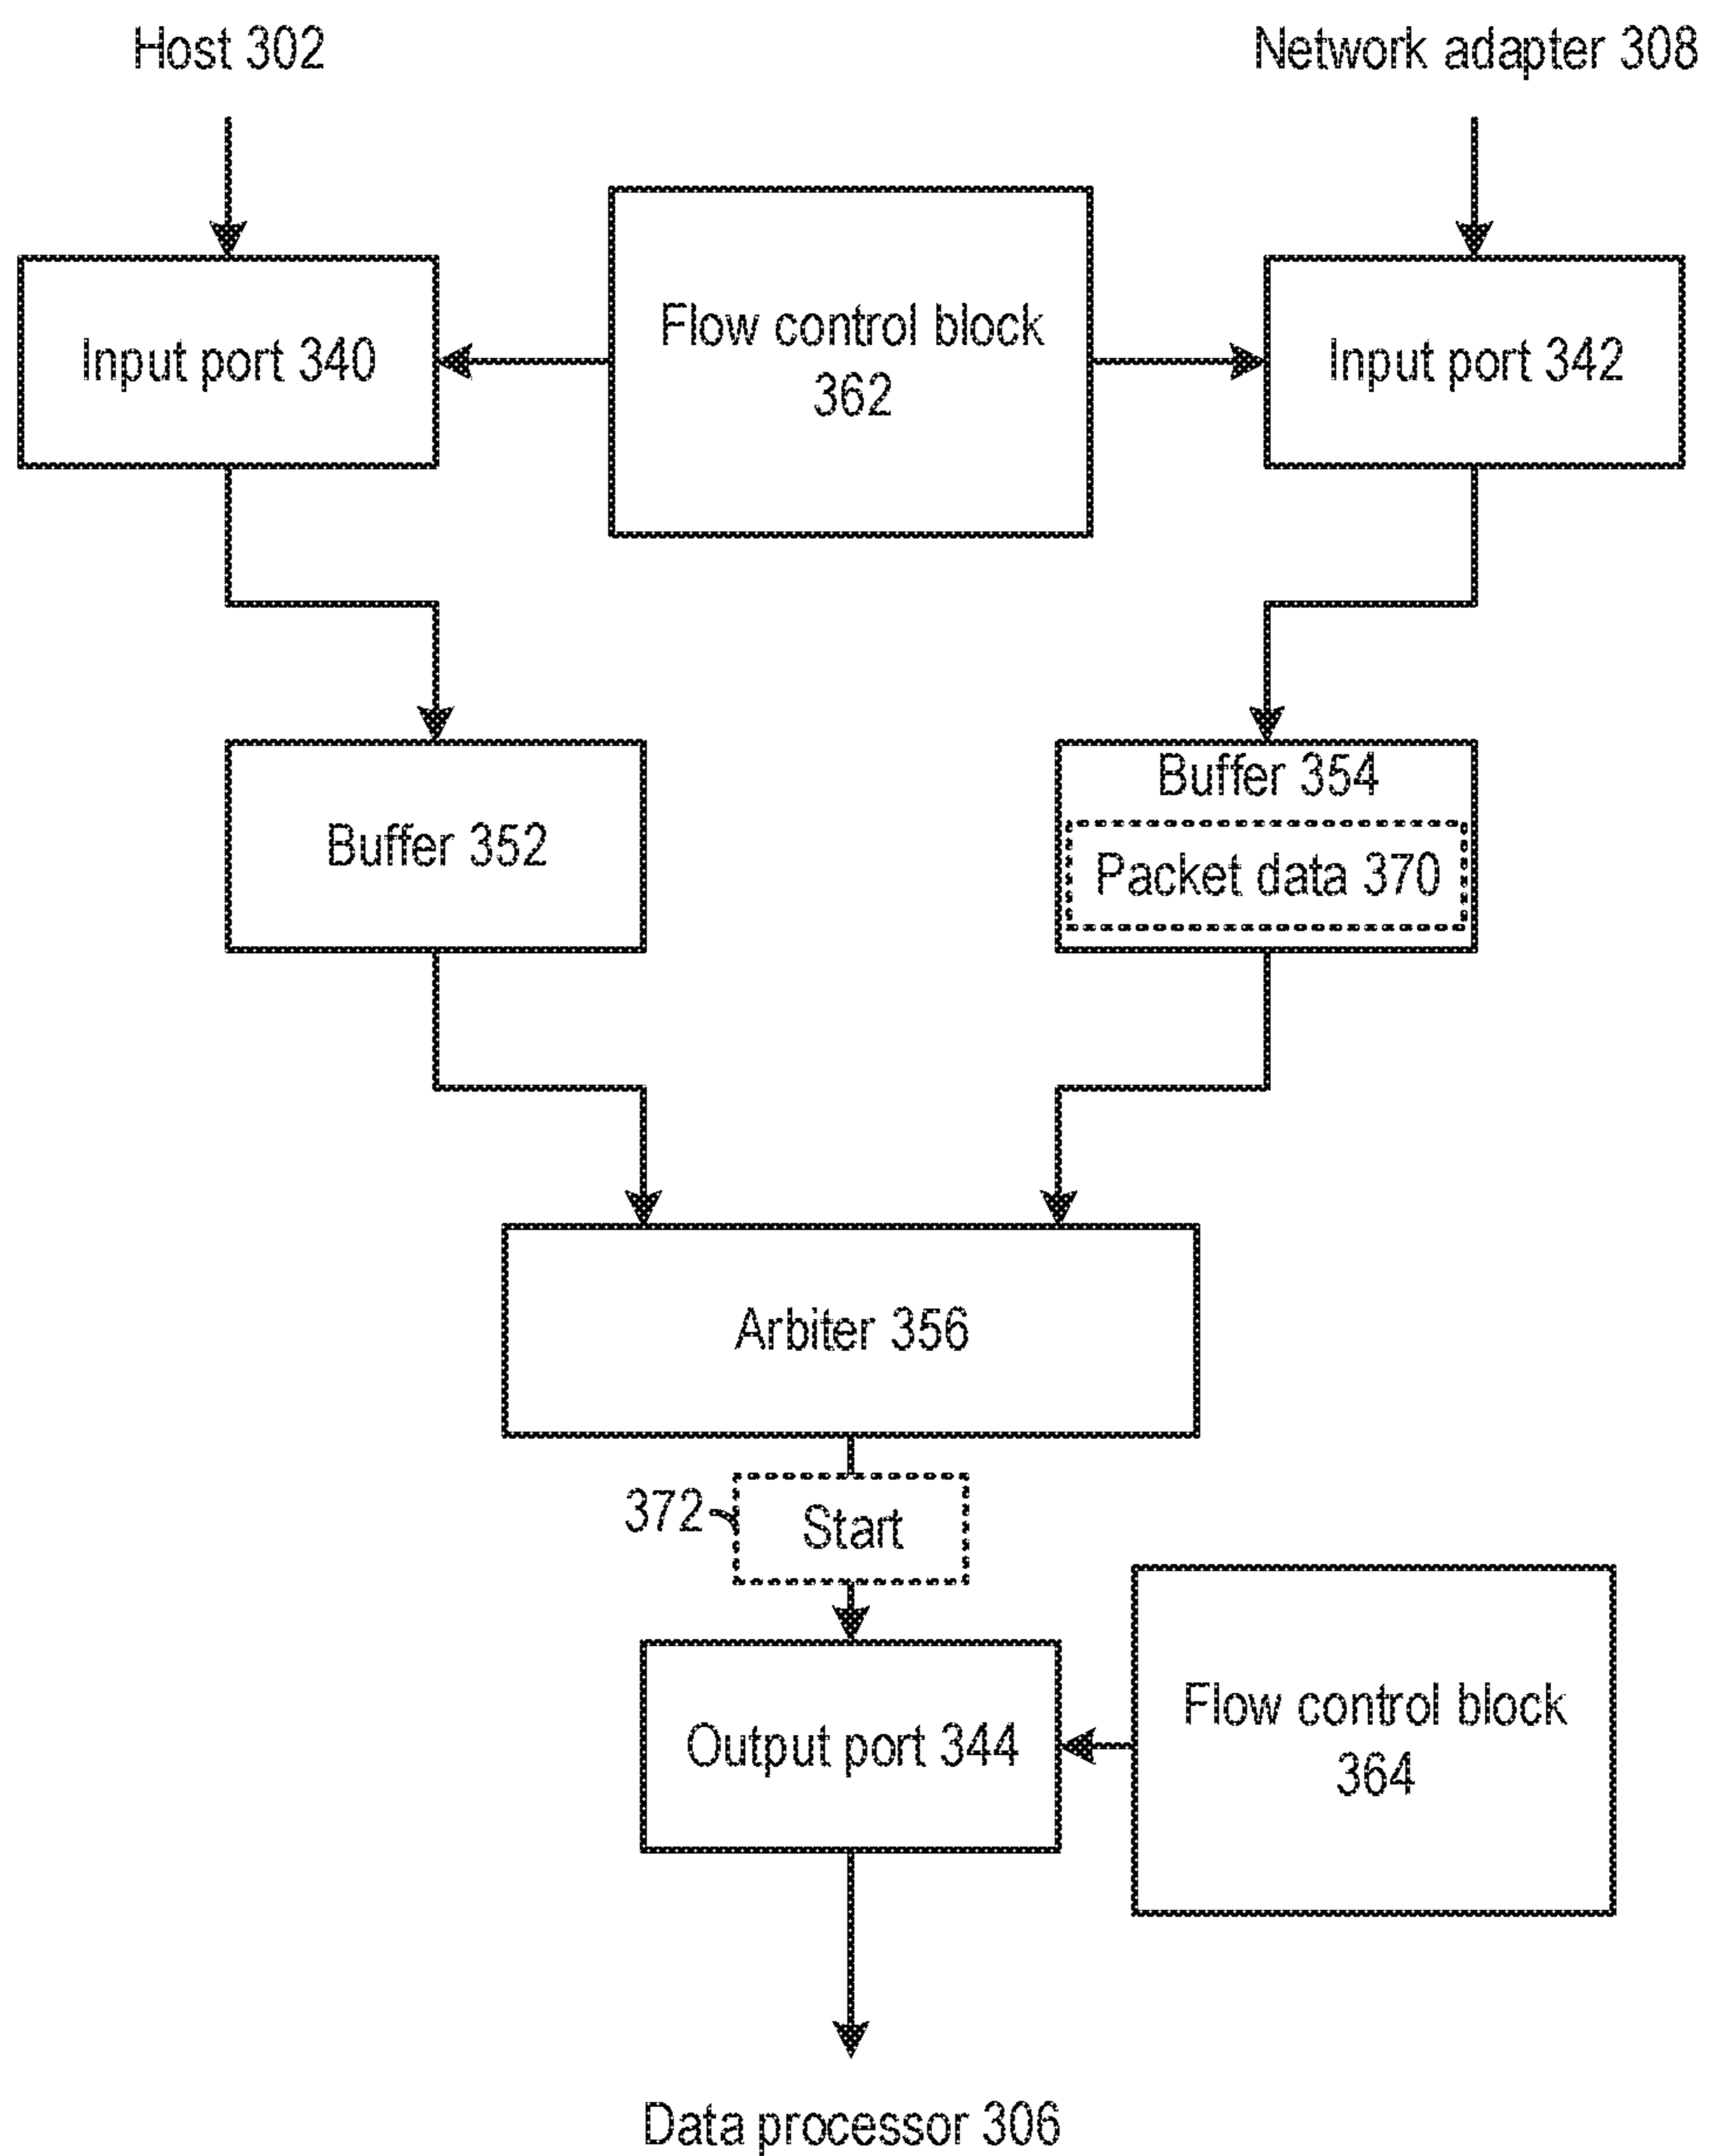 Host 302
Network adapter 308
Input port 340
Flow control block
362
Input port 342
Buffer 352
Buffer 354
Packet data 370
Arbiter 356
372
Start
Output port 344
Flow control block
364
Data processor 306